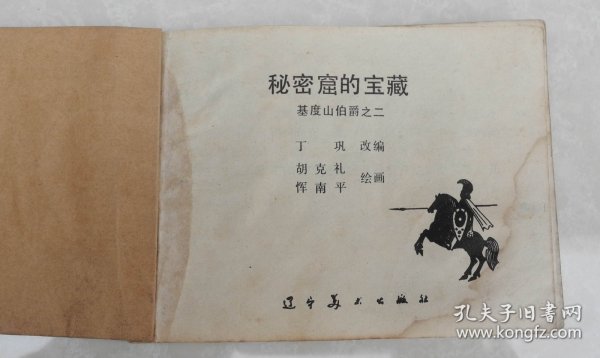 秘密窟的宝藏
基度山伯爵之二
丁巩 改编
胡克礼
恽南平 绘画
辽宁美术出版社
孔夫子旧书网
www.kongfz.com